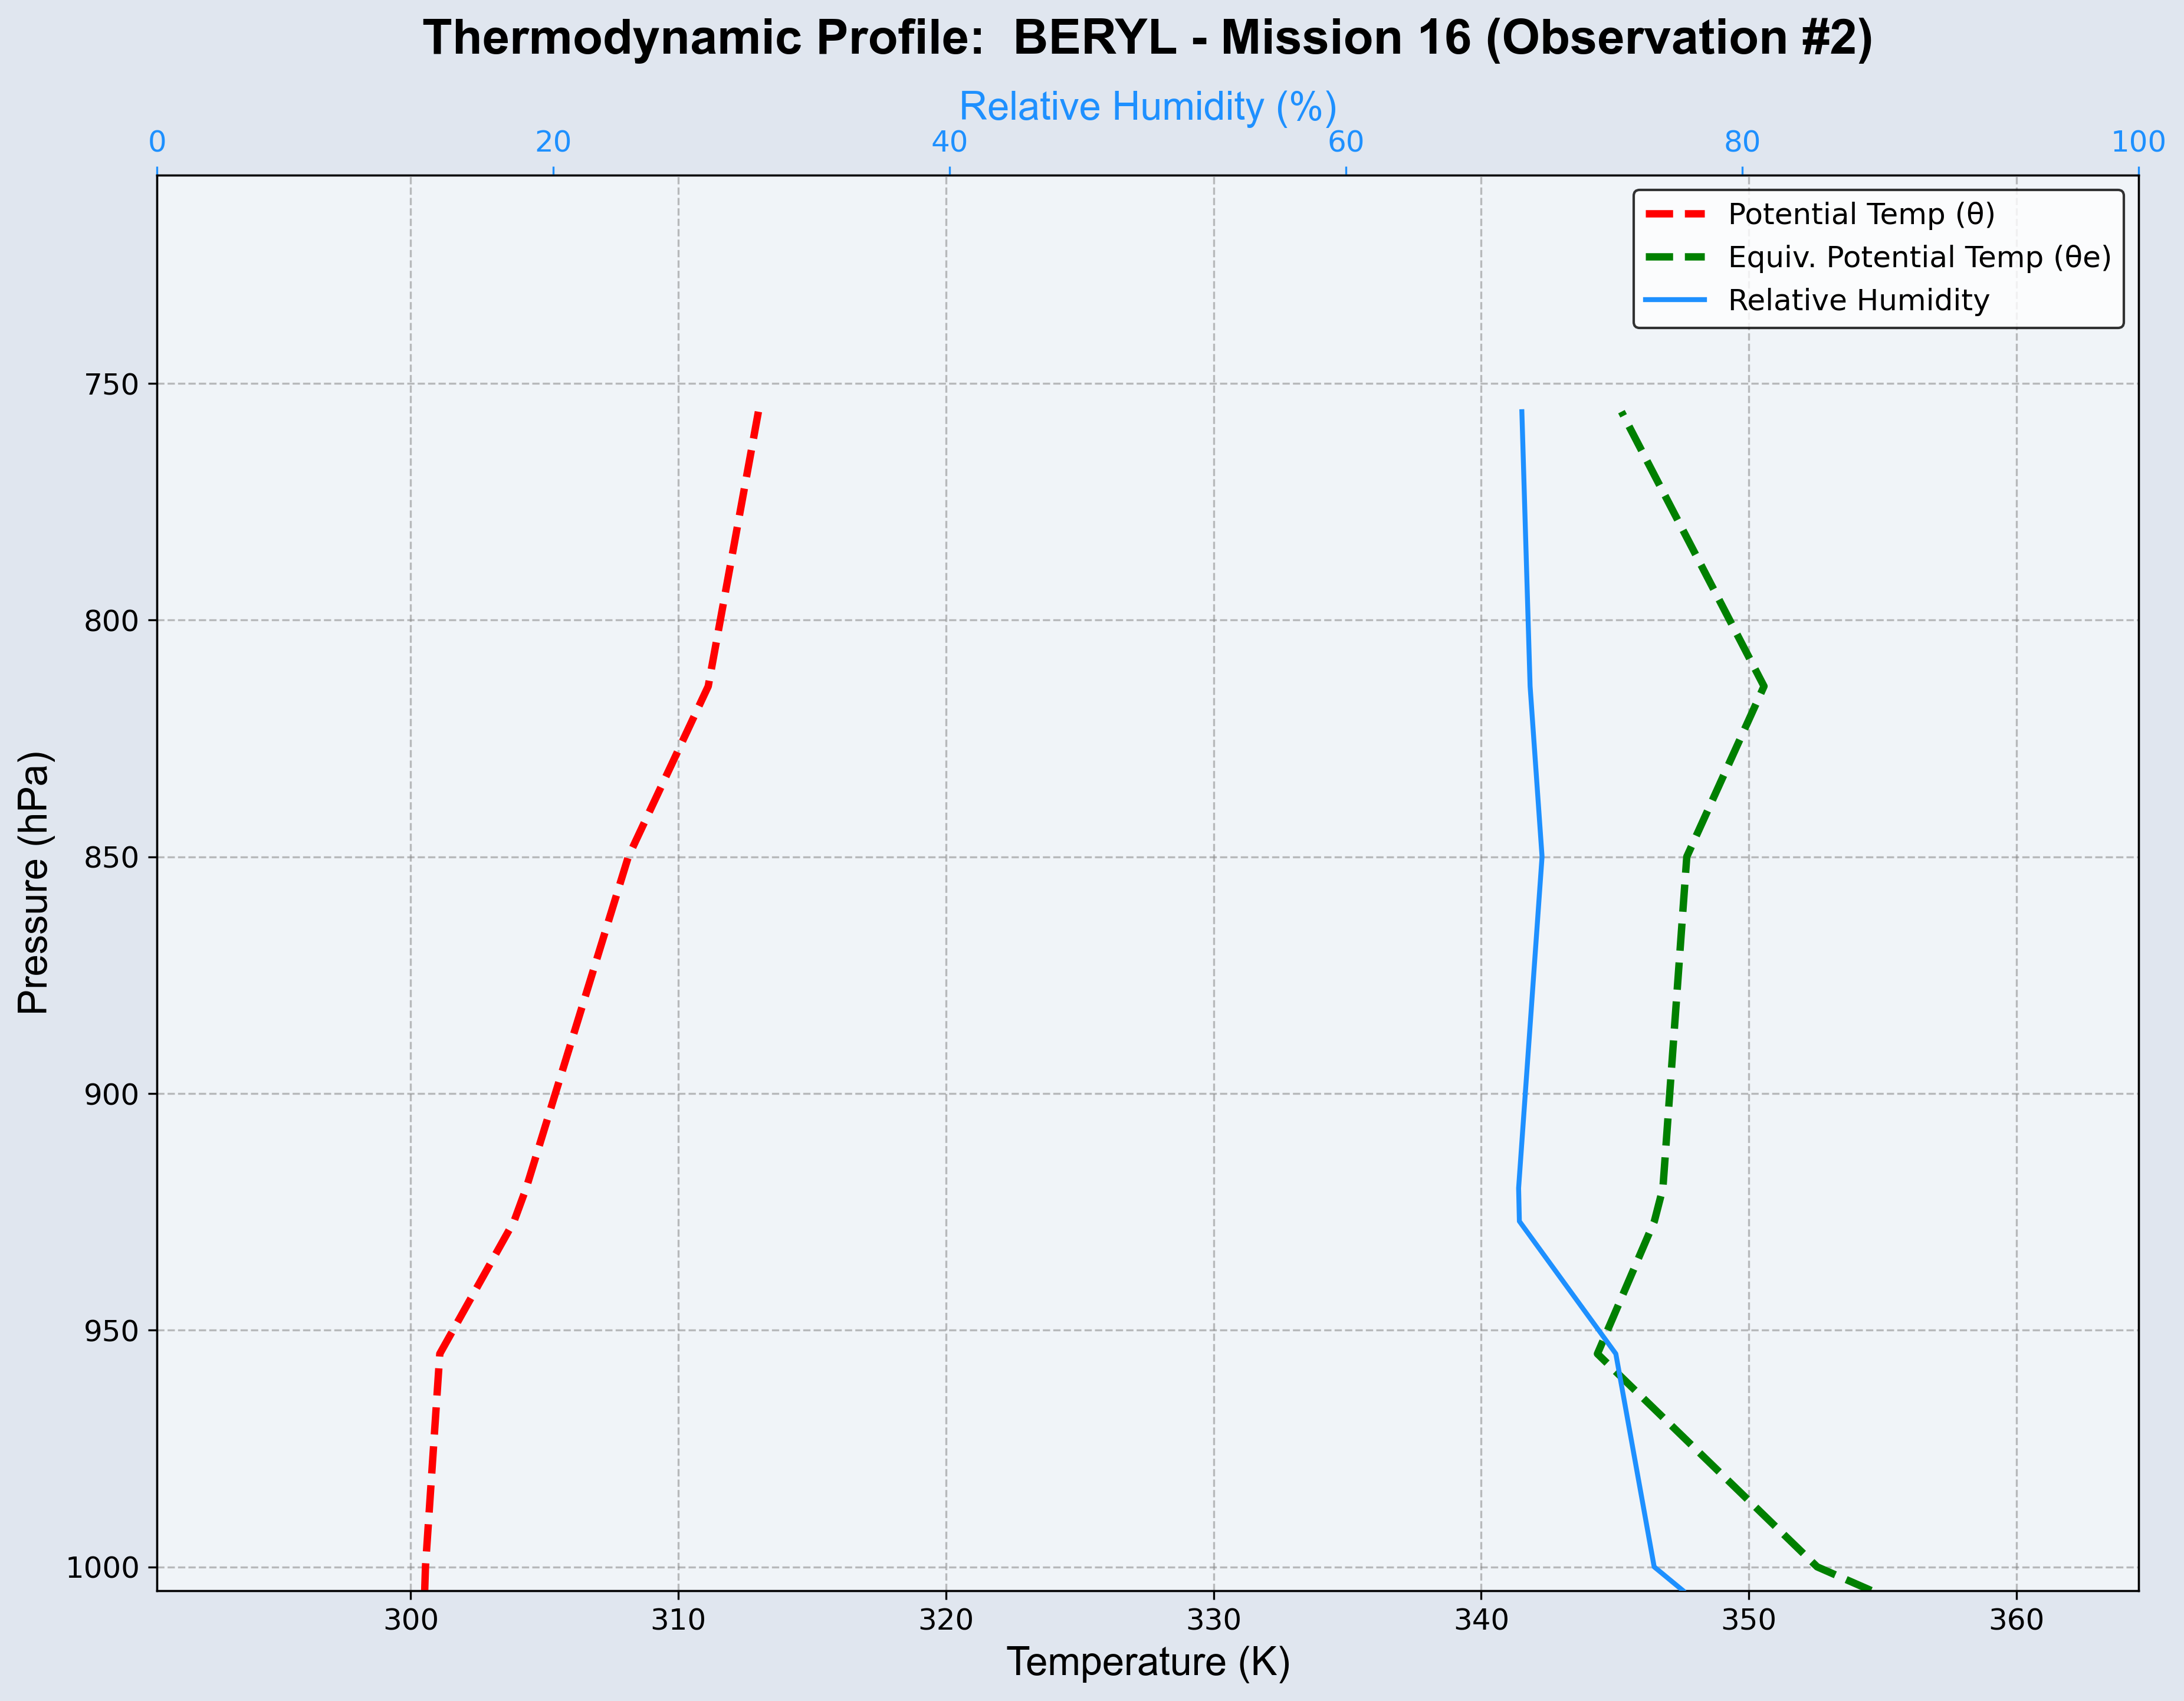 Thermodynamic Profile:  BERYL - Mission 16 (Observation #2)
Relative Humidity (%)
0 20 40 60 80 100
Potential Temp (θ)
Equiv. Potential Temp (θe)
Relative Humidity
750
800
850
900
950
1000
Pressure (hPa)
300 310 320 330 340 350 360
Temperature (K)